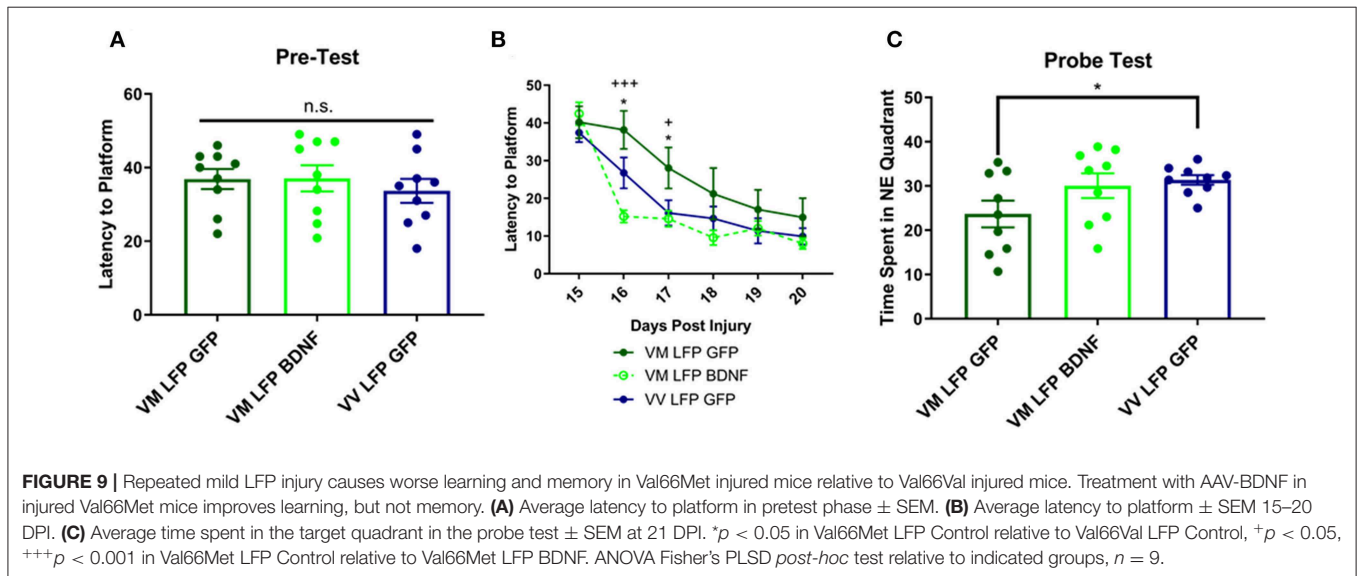 A
Pre-Test
n.s.
60
40
20
0
Latency to Platform
VM LFP GFP
VM LFP BDNF
VV LFP GFP
B
+++
*
+
*
50
40
30
20
10
0
Latency to Platform
15
16
17
18
19
20
Days Post Injury
VM LFP GFP
VM LFP BDNF
VV LFP GFP
C
Probe Test
*
50
40
30
20
10
0
Time Spent in NE Quadrant
VM LFP GFP
VM LFP BDNF
VV LFP GFP
FIGURE 9 | Repeated mild LFP injury causes worse learning and memory in Val66Met injured mice relative to Val66Val injured mice. Treatment with AAV-BDNF in
injured Val66Met mice improves learning, but not memory. (A) Average latency to platform in pretest phase ± SEM. (B) Average latency to platform ± SEM 15–20
DPI. (C) Average time spent in the target quadrant in the probe test ± SEM at 21 DPI. *p < 0.05 in Val66Met LFP Control relative to Val66Val LFP Control, +p < 0.05,
+++p < 0.001 in Val66Met LFP Control relative to Val66Met LFP BDNF. ANOVA Fisher's PLSD post-hoc test relative to indicated groups, n = 9.